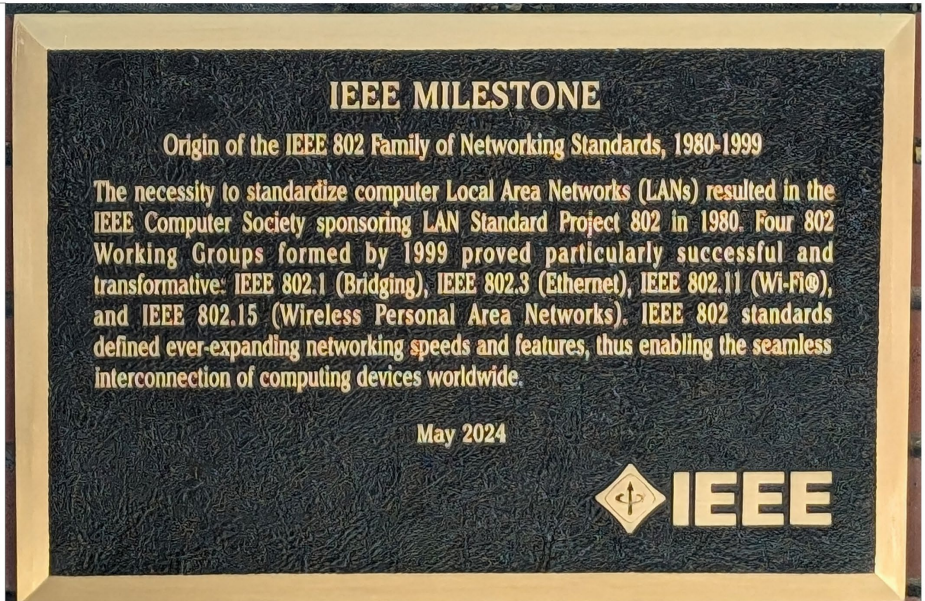 IEEE MILESTONE
Origin of the IEEE 802 Family of Networking Standards, 1980-1999
The necessity to standardize computer Local Area Networks (LANs) resulted in the
IEEE Computer Society sponsoring LAN Standard Project 802 in 1980. Four 802
Working Groups formed by 1999 proved particularly successful and
transformative: IEEE 802.1 (Bridging), IEEE 802.3 (Ethernet), IEEE 802.11 (Wi-Fi®),
and IEEE 802.15 (Wireless Personal Area Networks). IEEE 802 standards
defined ever-expanding networking speeds and features, thus enabling the seamless
interconnection of computing devices worldwide.
May 2024
IEEE